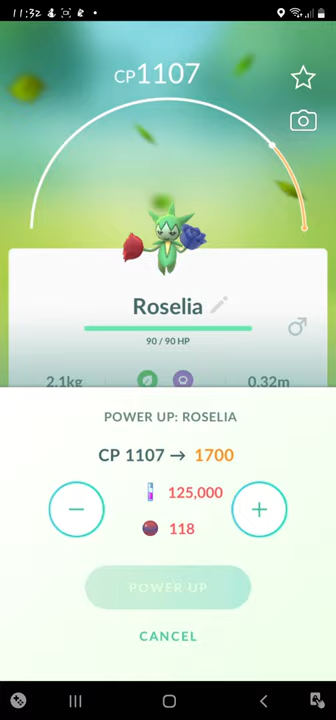 11:32
CP1107
Roselia
90 / 90 HP
2.1kg
0.32m
POWER UP: ROSELIA
CP 1107 → 1700
− 125,000 +
118
POWER UP
CANCEL